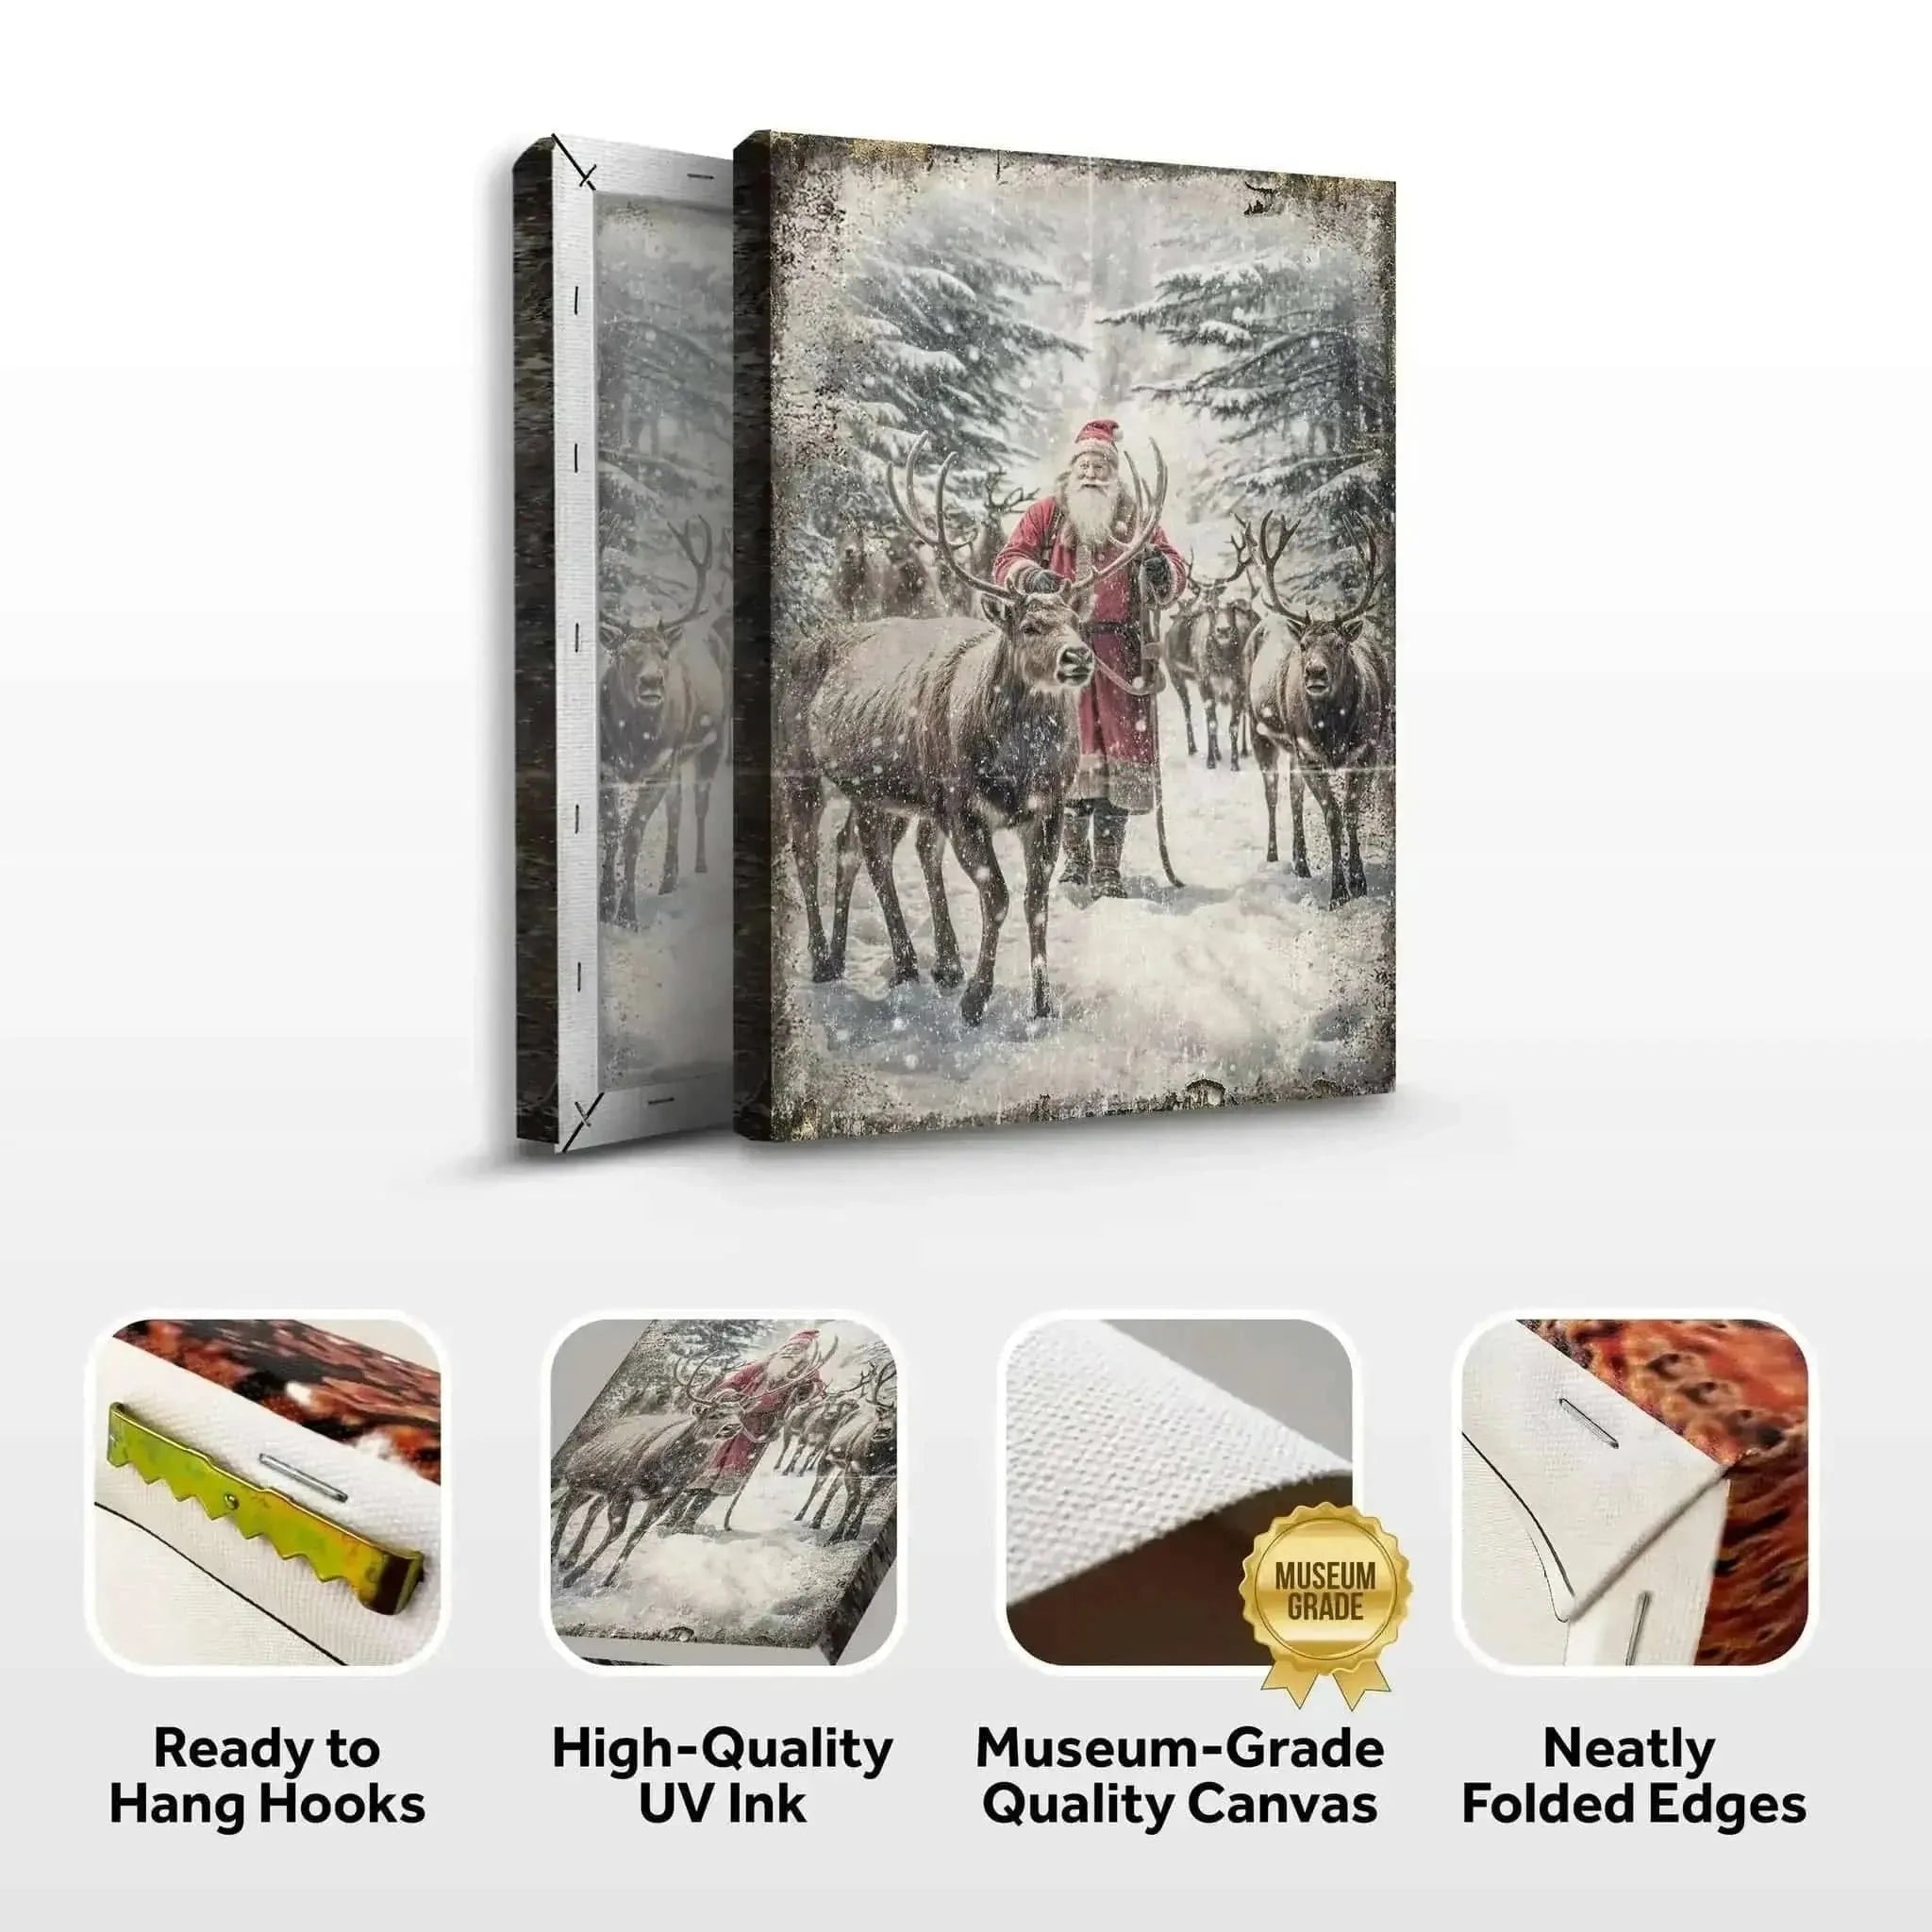 MUSEUM
GRADE
Ready to
Hang Hooks
High-Quality
UV Ink
Museum-Grade
Quality Canvas
Neatly
Folded Edges